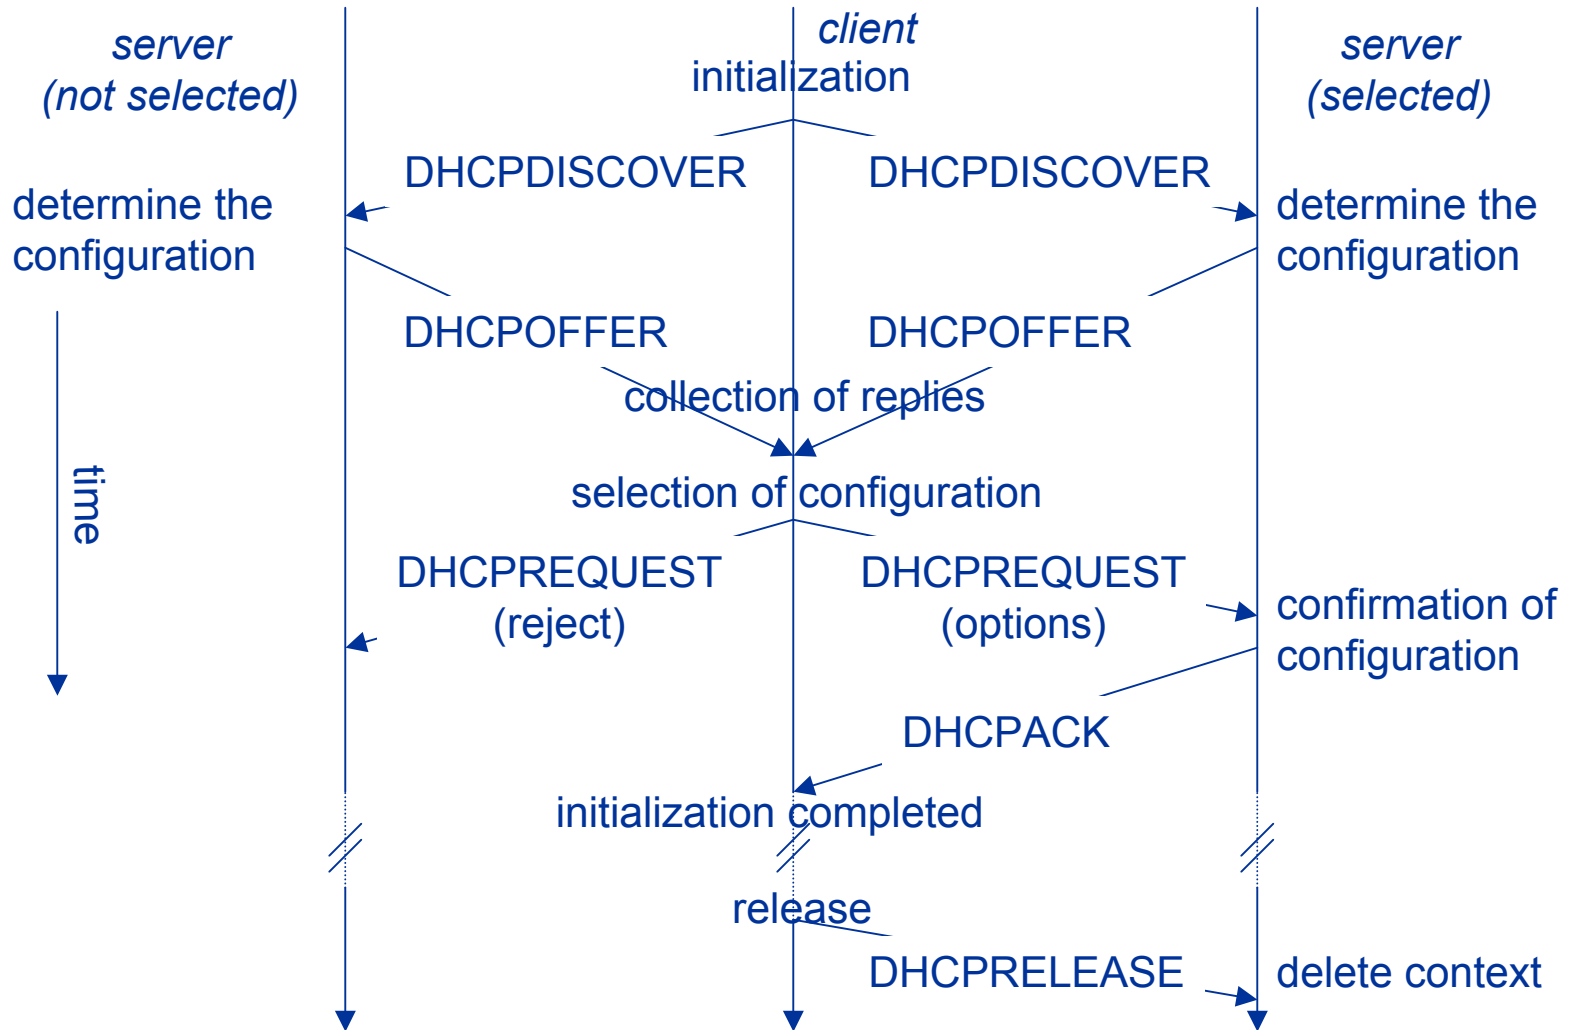 server
(not selected)
client
initialization
server
(selected)
DHCPDISCOVER
DHCPDISCOVER
determine the
configuration
determine the
configuration
DHCPOFFER
DHCPOFFER
collection of replies
time
selection of configuration
DHCPREQUEST
(reject)
DHCPREQUEST
(options)
confirmation of
configuration
DHCPACK
initialization completed
release
DHCPRELEASE
delete context